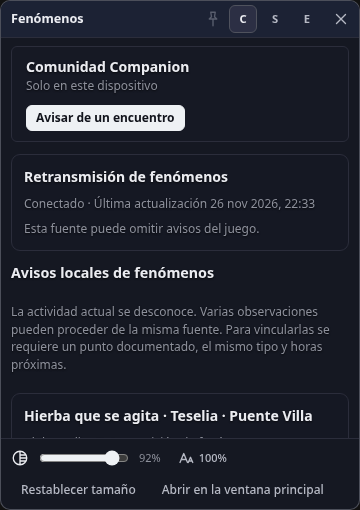 Fenómenos
C S E
Comunidad Companion
Solo en este dispositivo
Avisar de un encuentro
Retransmisión de fenómenos
Conectado · Última actualización 26 nov 2026, 22:33
Esta fuente puede omitir avisos del juego.
Avisos locales de fenómenos
La actividad actual se desconoce. Varias observaciones
pueden proceder de la misma fuente. Para vincularlas se
requiere un punto documentado, el mismo tipo y horas
próximas.
Hierba que se agita · Teselia · Puente Villa
92% 100%
Restablecer tamaño Abrir en la ventana principal